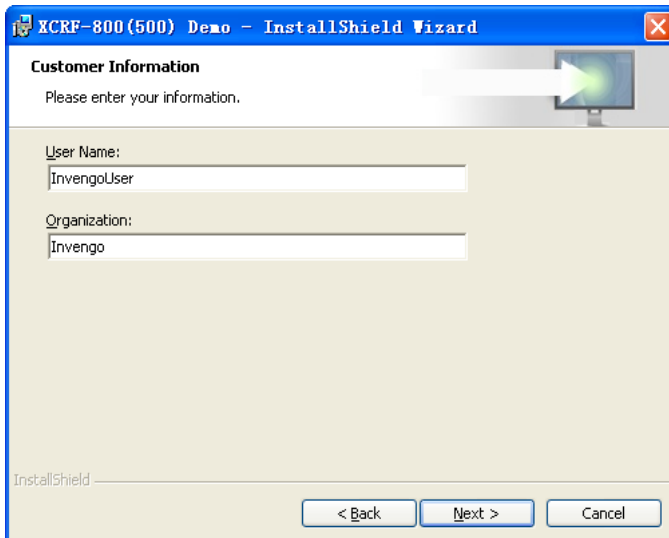 XCRF-800(500) Demo - InstallShield Wizard
Customer Information
Please enter your information.
User Name:
InvengoUser
Organization:
Invengo
InstallShield
< Back
Next >
Cancel